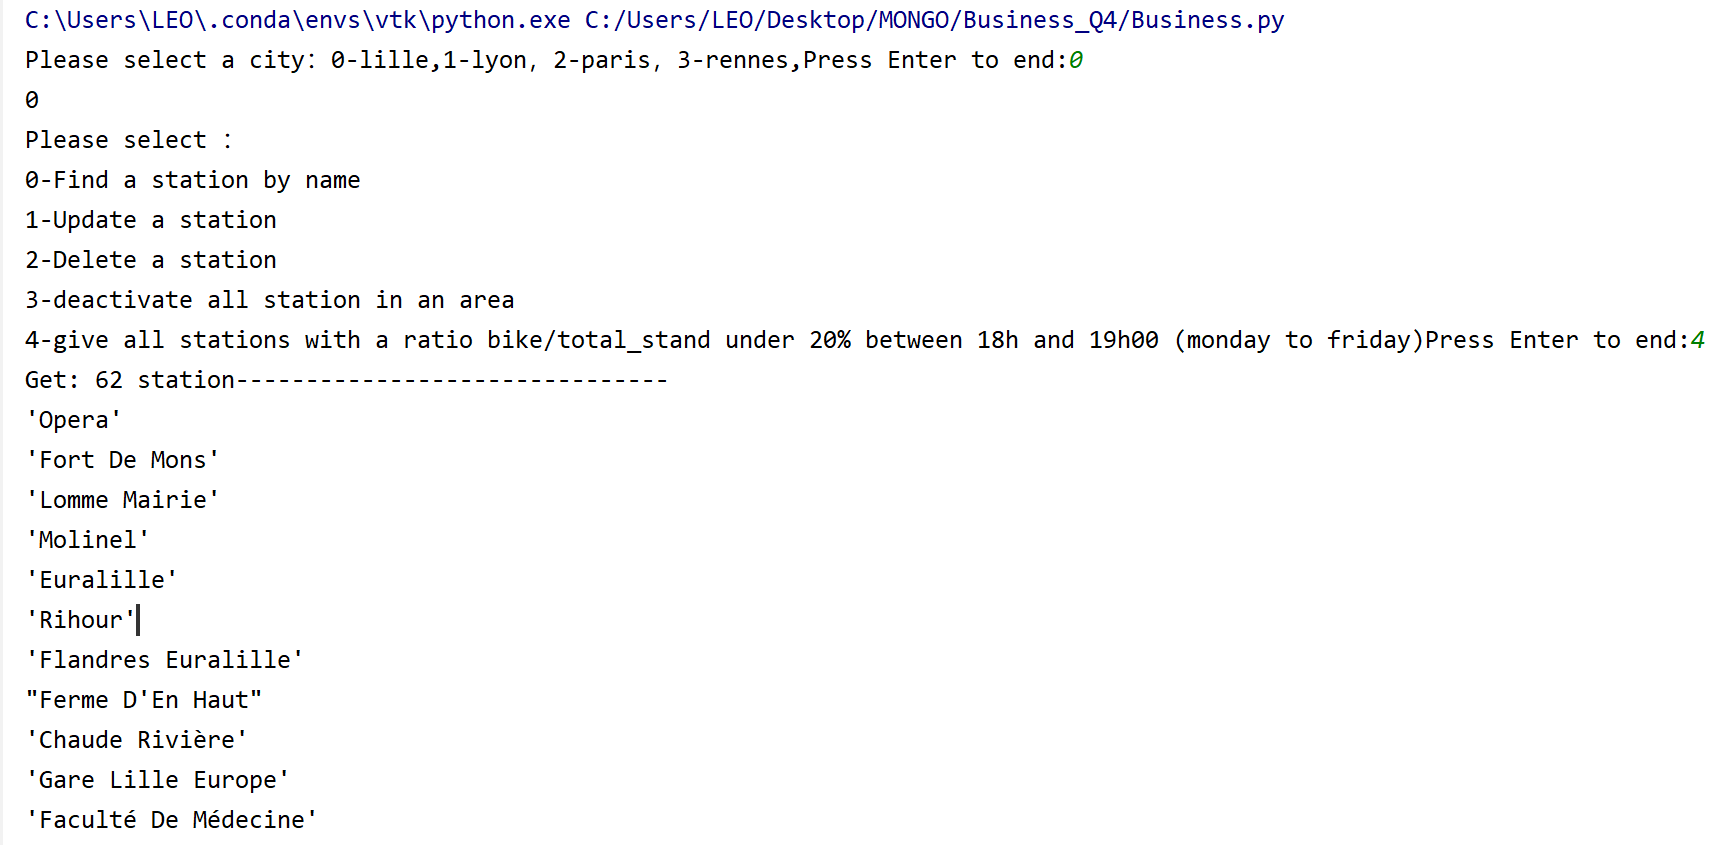 C:\Users\LEO\.conda\envs\vtk\python.exe C:/Users/LEO/Desktop/MONGO/Business_Q4/Business.py
Please select a city: 0-lille,1-lyon, 2-paris, 3-rennes,Press Enter to end:0
0
Please select :
0-Find a station by name
1-Update a station
2-Delete a station
3-deactivate all station in an area
4-give all stations with a ratio bike/total_stand under 20% between 18h and 19h00 (monday to friday)Press Enter to end:4
Get: 62 station-------------------------------
'Opera'
'Fort De Mons'
'Lomme Mairie'
'Molinel'
'Euralille'
'Rihour'
'Flandres Euralille'
"Ferme D'En Haut"
'Chaude Rivière'
'Gare Lille Europe'
'Faculté De Médecine'